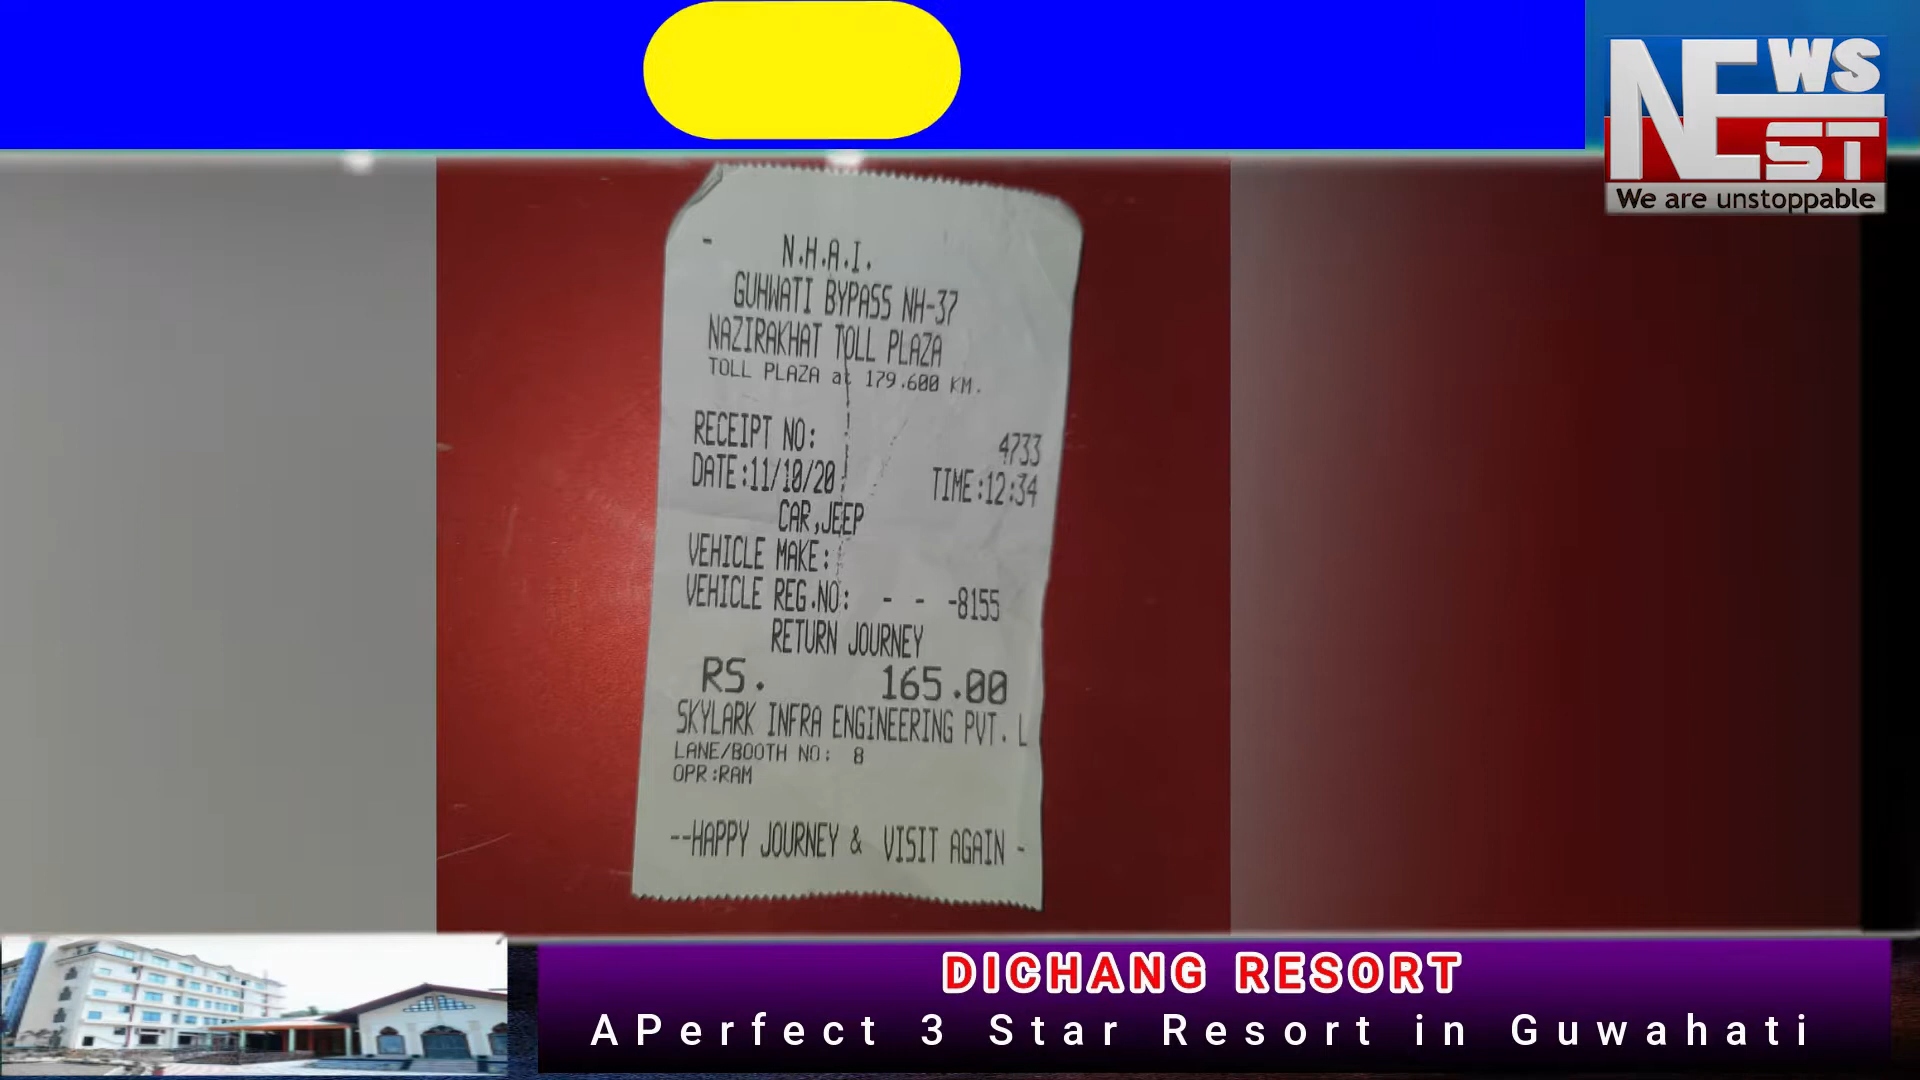 NEWS
EST
We are unstoppable
- N.H.A.I.
GUHWATI BYPASS NH-37
NAZIRAKHAT TOLL PLAZA
TOLL PLAZA at 179.600 KM.
RECEIPT NO: 4733
DATE:11/10/20 TIME:12:34
CAR,JEEP
VEHICLE MAKE:
VEHICLE REG.NO: - - -8155
RETURN JOURNEY
RS. 165.00
SKYLARK INFRA ENGINEERING PVT. L
LANE/BOOTH NO: 8
OPR:RAM
--HAPPY JOURNEY & VISIT AGAIN -
DICHANG RESORT
APerfect 3 Star Resort in Guwahati